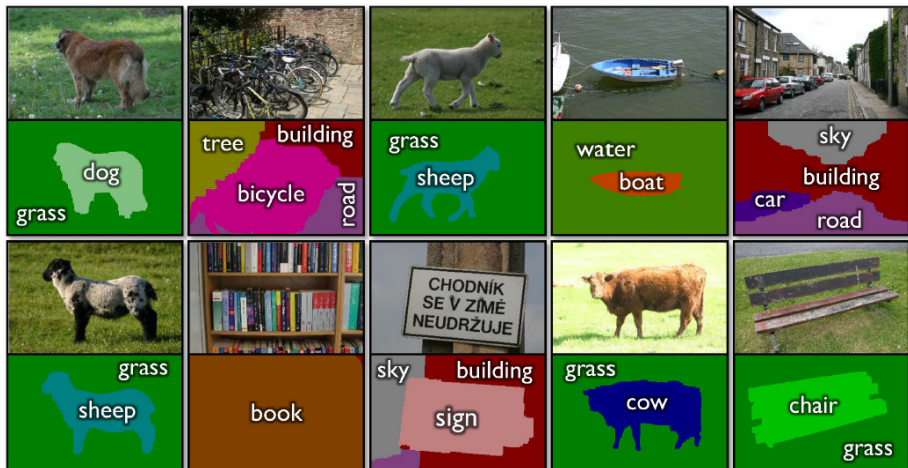 tree
building
grass
dog
grass
bicycle
road
sheep
water
boat
sky
building
car
road
CHODNÍK
SE V ZÍMĚ
NEUDRŽUJE
grass
sheep
book
sky
building
sign
grass
cow
chair
grass